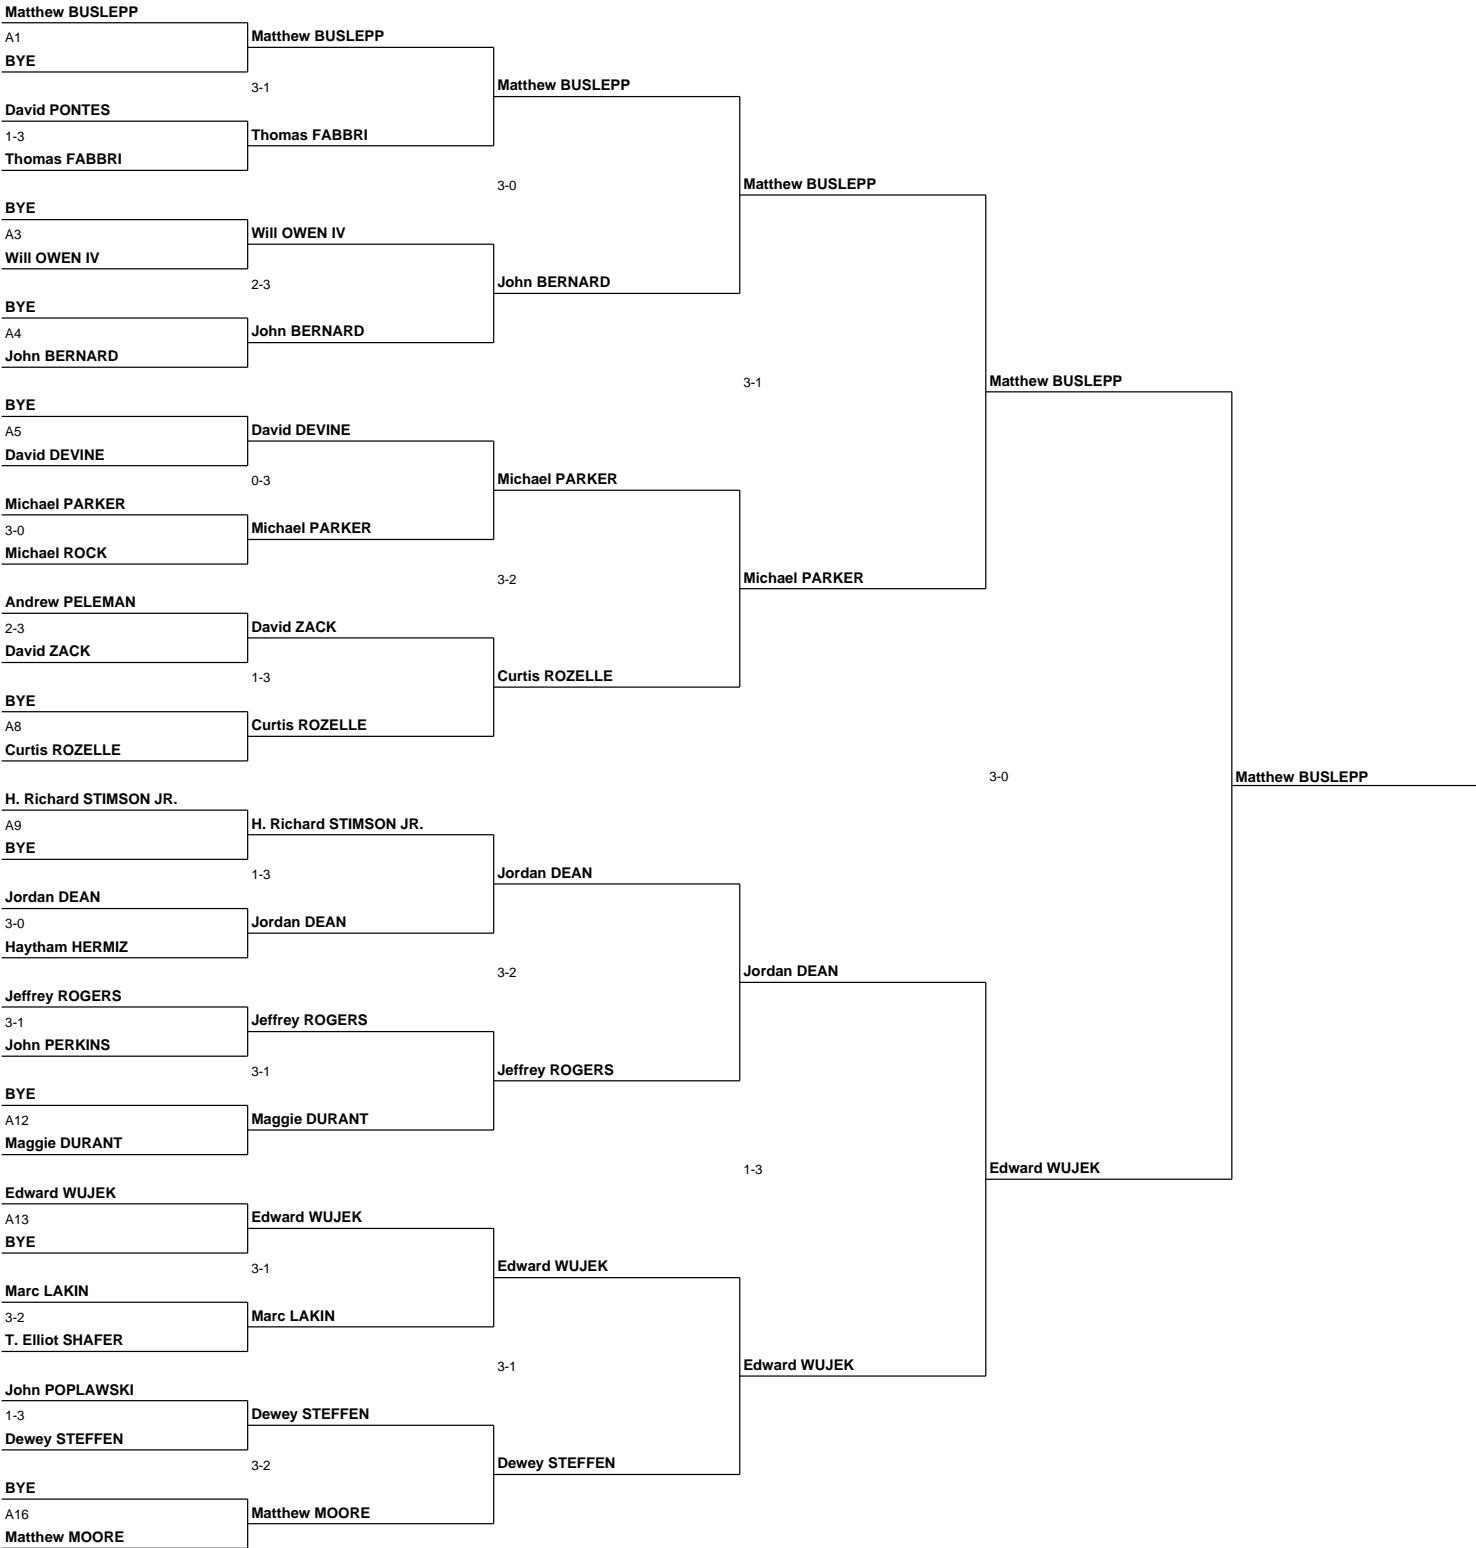 Matthew BUSLEPP
A1
BYE
David PONTES
1-3
Thomas FABBRI
BYE
A3
Will OWEN IV
BYE
A4
John BERNARD
BYE
A5
David DEVINE
Michael PARKER
3-0
Michael ROCK
Andrew PELEMAN
2-3
David ZACK
BYE
A8
Curtis ROZELLE
H. Richard STIMSON JR.
A9
BYE
Jordan DEAN
3-0
Haytham HERMIZ
Jeffrey ROGERS
3-1
John PERKINS
BYE
A12
Maggie DURANT
Edward WUJEK
A13
BYE
Marc LAKIN
3-2
T. Elliot SHAFER
John POPLAWSKI
1-3
Dewey STEFFEN
BYE
A16
Matthew MOORE
Matthew BUSLEPP
3-1
Thomas FABBRI
Will OWEN IV
2-3
John BERNARD
David DEVINE
0-3
Michael PARKER
David ZACK
1-3
Curtis ROZELLE
H. Richard STIMSON JR.
1-3
Jordan DEAN
Jeffrey ROGERS
3-1
Maggie DURANT
Edward WUJEK
3-1
Marc LAKIN
Dewey STEFFEN
3-2
Matthew MOORE
Matthew BUSLEPP
3-0
John BERNARD
Michael PARKER
3-2
Curtis ROZELLE
Jordan DEAN
3-2
Jeffrey ROGERS
Edward WUJEK
3-1
Dewey STEFFEN
Matthew BUSLEPP
3-1
Michael PARKER
Jordan DEAN
1-3
Edward WUJEK
Matthew BUSLEPP
3-0
Edward WUJEK
Matthew BUSLEPP